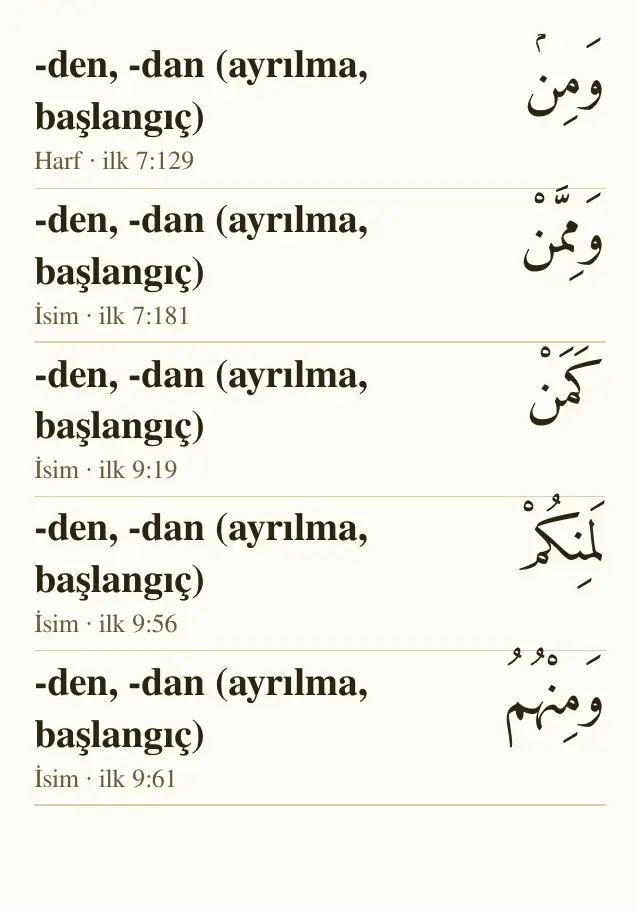 -den, -dan (ayrılma, وَمِنۢ
başlangıç)
Harf · ilk 7:129
-den, -dan (ayrılma, وَمِمَّنْ
başlangıç)
İsim · ilk 7:181
-den, -dan (ayrılma, كَمَنْ
başlangıç)
İsim · ilk 9:19
-den, -dan (ayrılma, لَمِنكُمْ
başlangıç)
İsim · ilk 9:56
-den, -dan (ayrılma, وَمِنْهُمُ
başlangıç)
İsim · ilk 9:61